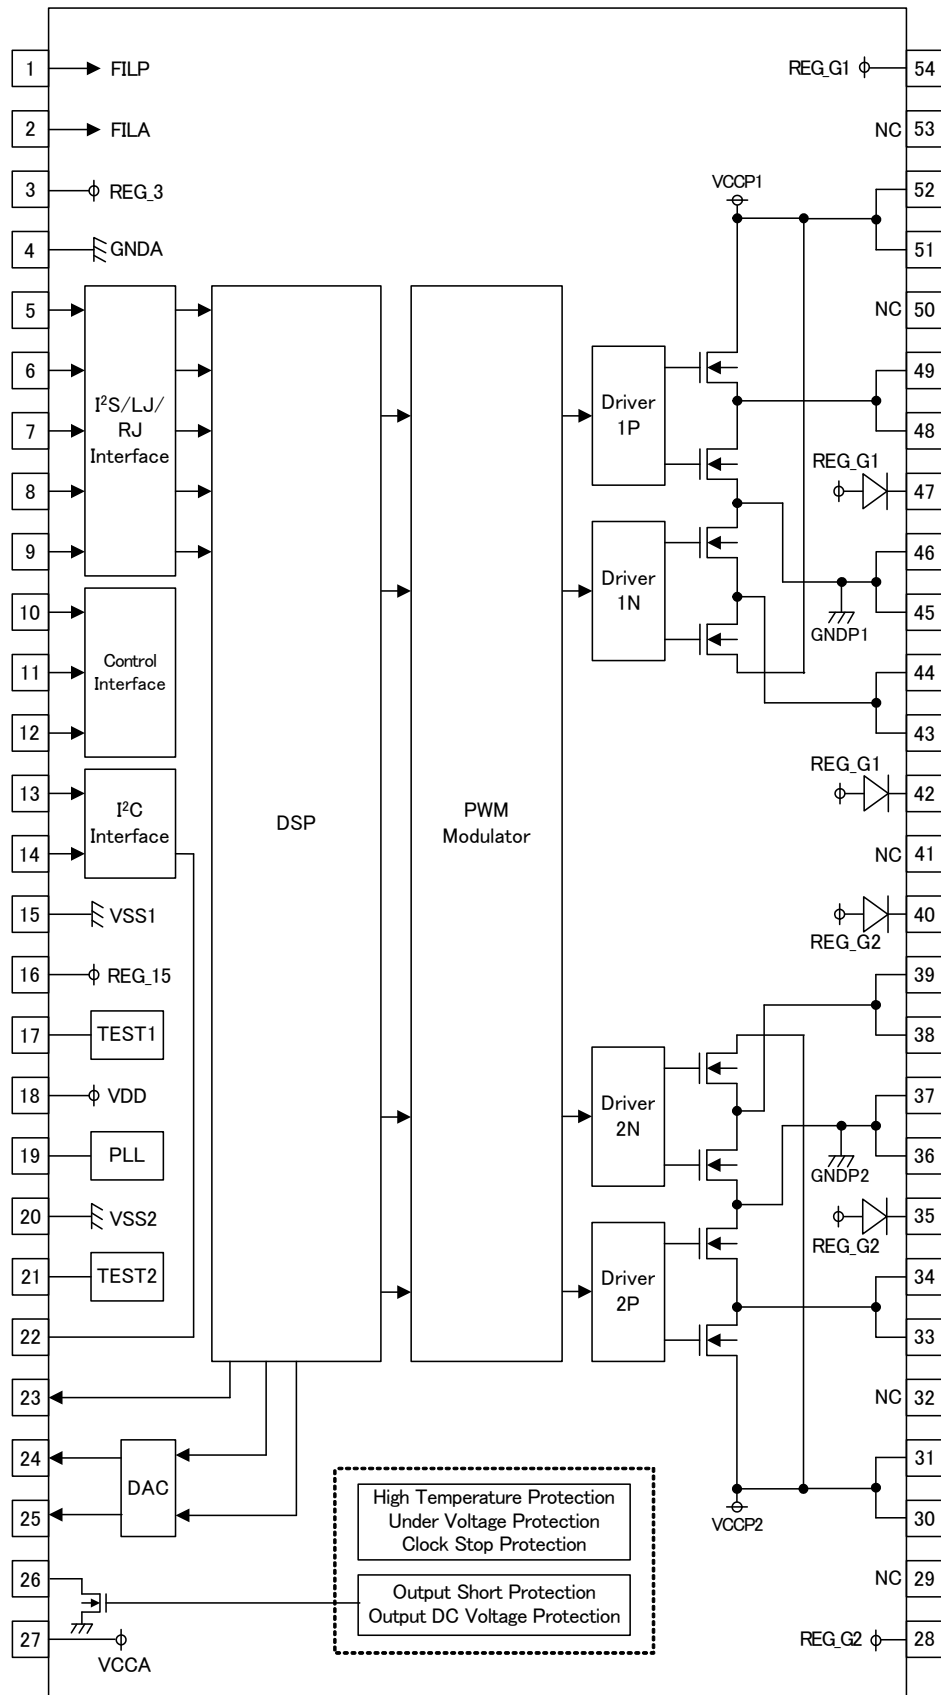 1
FILP
2
FILA
3
REG_3
4
GNDA
5
6
7
8
9
I²S/LJ/
RJ
Interface
10
11
12
Control
Interface
13
14
I²C
Interface
15
VSS1
16
REG_15
17
TEST1
18
VDD
19
PLL
20
VSS2
21
TEST2
22
23
24
25
DAC
26
27
VCCA
DSP
PWM
Modulator
Driver
1P
Driver
1N
Driver
2N
Driver
2P
High Temperature Protection
Under Voltage Protection
Clock Stop Protection
Output Short Protection
Output DC Voltage Protection
REG_G1
54
NC
53
VCCP1
52
51
NC
50
49
48
REG_G1
47
46
45
GNDP1
44
43
REG_G1
42
NC
41
40
REG_G2
39
38
37
36
GNDP2
35
REG_G2
34
33
NC
32
31
30
VCCP2
NC
29
REG_G2
28